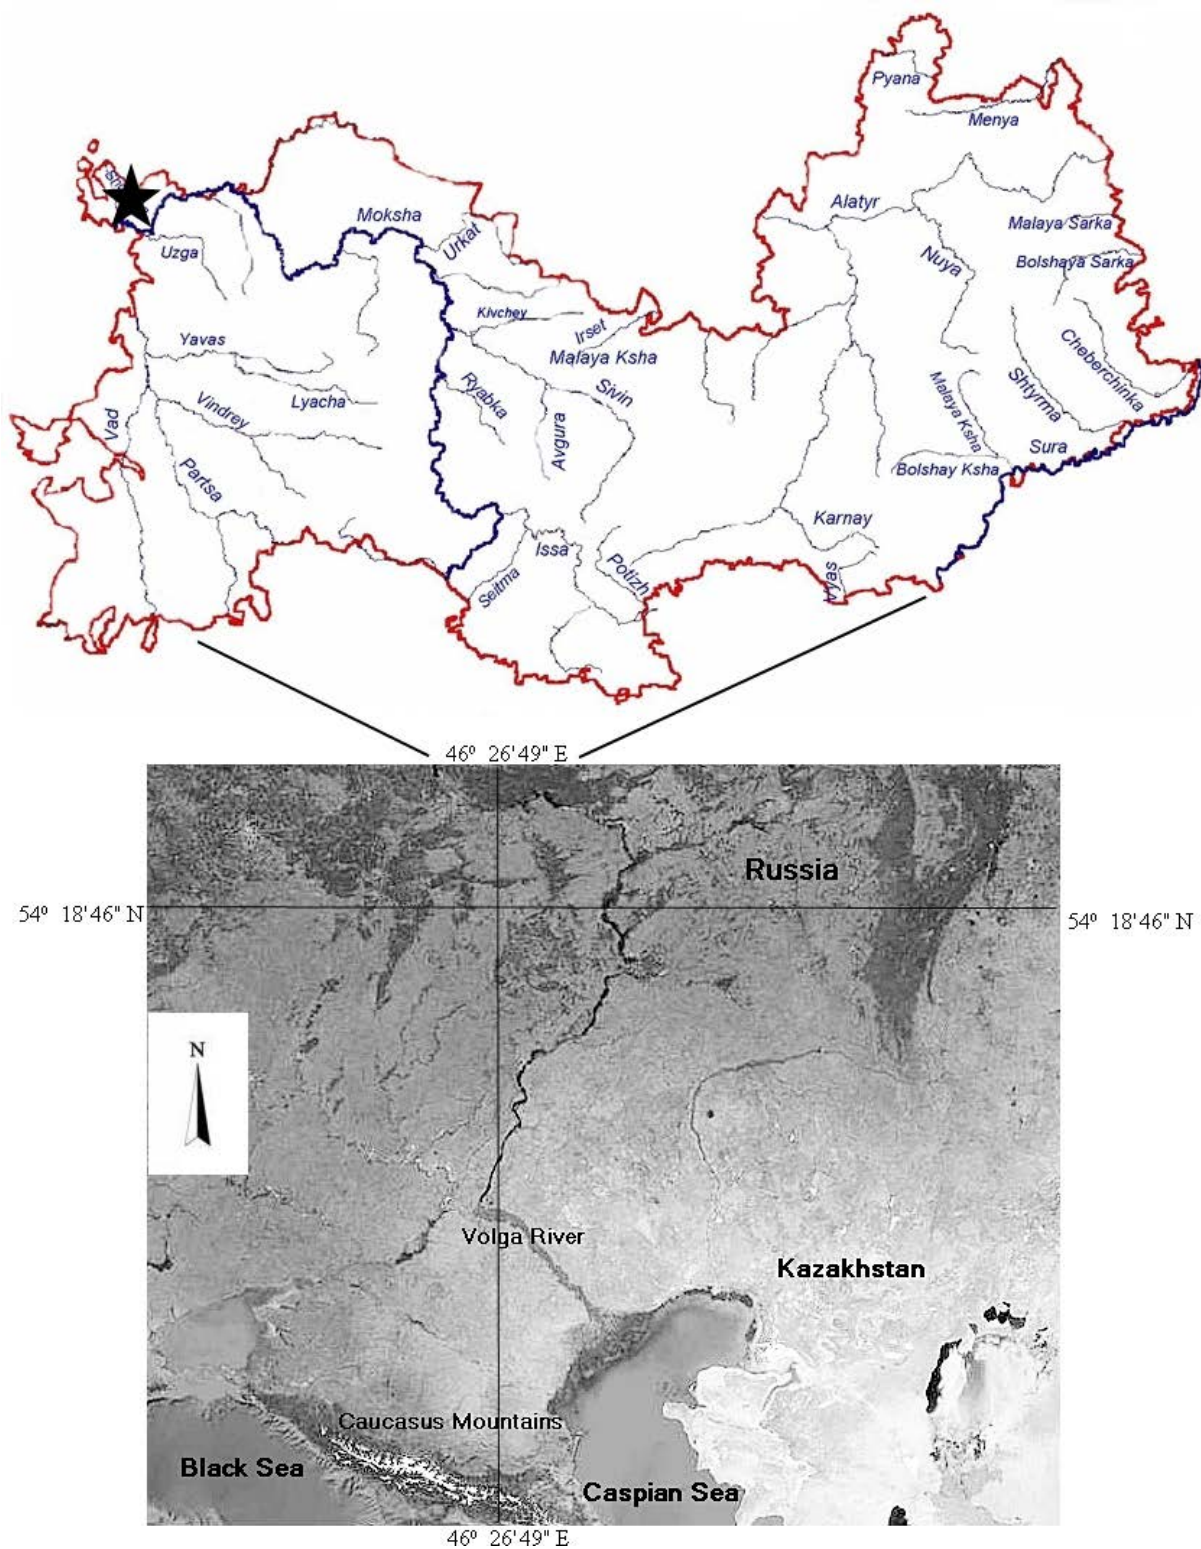 Pyana
Menya
Moksha
Alatyr
Malaya Sarka
Urkat
Uzga
Nuya
Bolshaya Sarka
Kivchey
Irset
Yavas
Malaya Ksha
Cheberchinka
Ryabka
Sivin
Malaya Ksha
Shtyrma
Lyacha
Vindrey
Vad
Avgura
Sura
Partsa
Bolshay Ksha
Karnay
Issa
Potizh
Seitma
46º 26'49" E
Russia
54º 18'46" N
54º 18'46" N
N
Volga River
Kazakhstan
Caucasus Mountains
Black Sea
Caspian Sea
46º 26'49" E